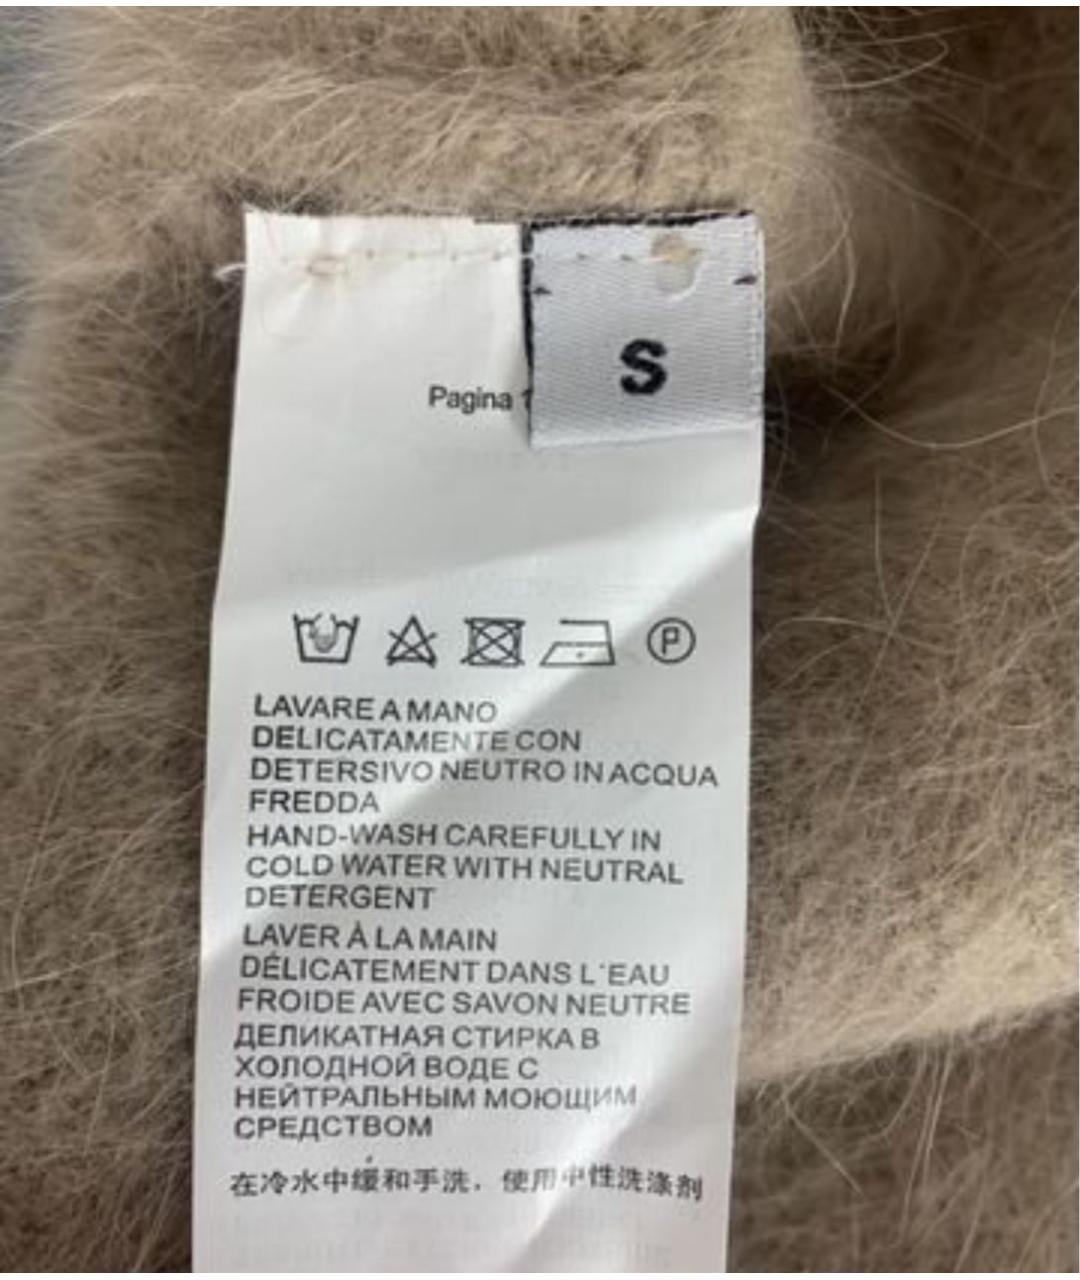 S
Pagina 1
P
LAVARE A MANO
DELICATAMENTE CON
DETERSIVO NEUTRO IN ACQUA
FREDDA
HAND-WASH CAREFULLY IN
COLD WATER WITH NEUTRAL
DETERGENT
LAVER À LA MAIN
DÉLICATEMENT DANS L'EAU
FROIDE AVEC SAVON NEUTRE
ДЕЛИКАТНАЯ СТИРКА В
ХОЛОДНОЙ ВОДЕ С
НЕЙТРАЛЬНЫМ МОЮЩИМ
СРЕДСТВОМ
在冷水中缓和手洗，使用中性洗涤剂